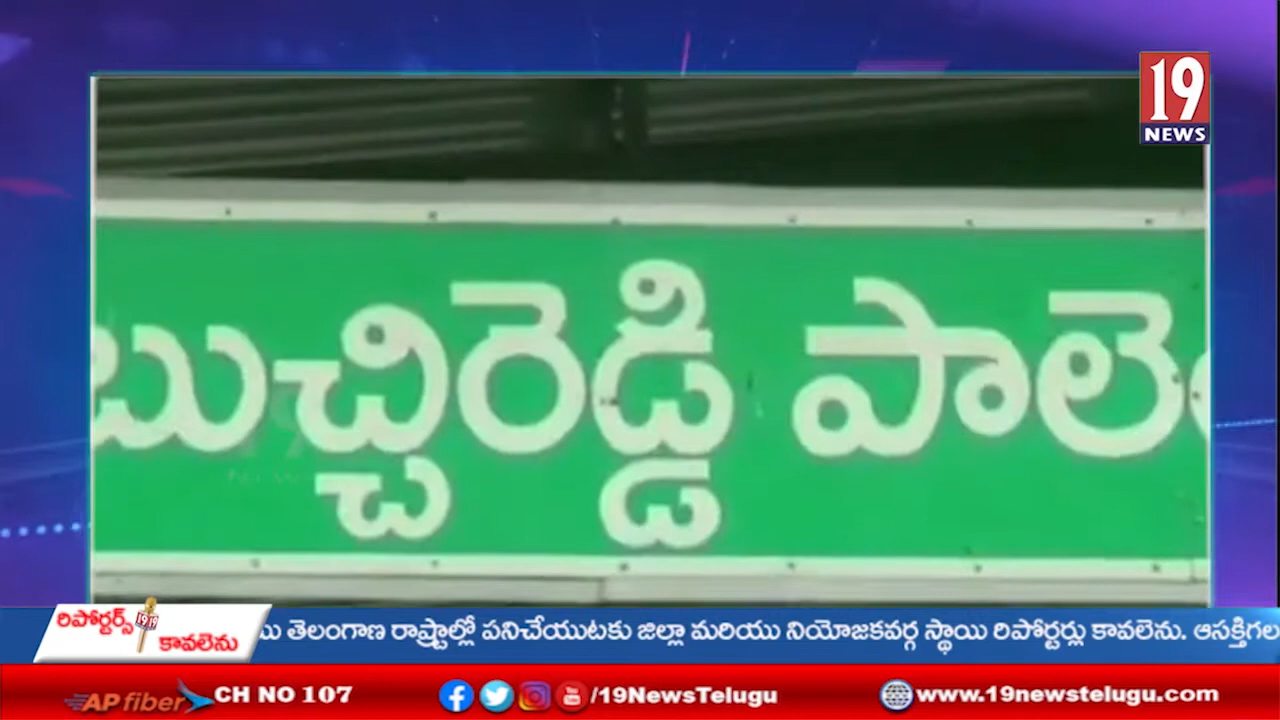 19
NEWS
బుచ్చిరెడ్డి పాలె
రిపోర్టర్స్
కావలెను
తెలంగాణ రాష్ట్రాల్లో పనిచేయుటకు జిల్లా మరియు నియోజకవర్గ స్థాయి రిపోర్టర్లు కావలెను. ఆసక్తిగల
AP fiber CH NO 107
/19NewsTelugu
www.19newstelugu.com